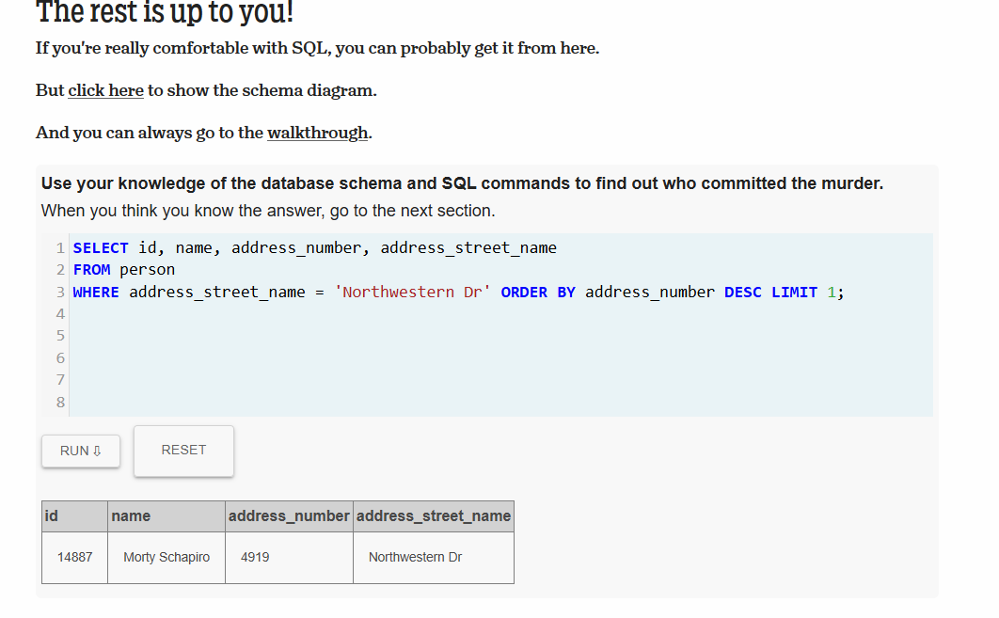 The rest is up to you!
If you're really comfortable with SQL, you can probably get it from here.
But click here to show the schema diagram.
And you can always go to the walkthrough.
Use your knowledge of the database schema and SQL commands to find out who committed the murder.
When you think you know the answer, go to the next section.
1 SELECT id, name, address_number, address_street_name
2 FROM person
3 WHERE address_street_name = 'Northwestern Dr' ORDER BY address_number DESC LIMIT 1;
4
5
6
7
8
RUN ⇩ RESET
id name address_number address_street_name
14887 Morty Schapiro 4919 Northwestern Dr